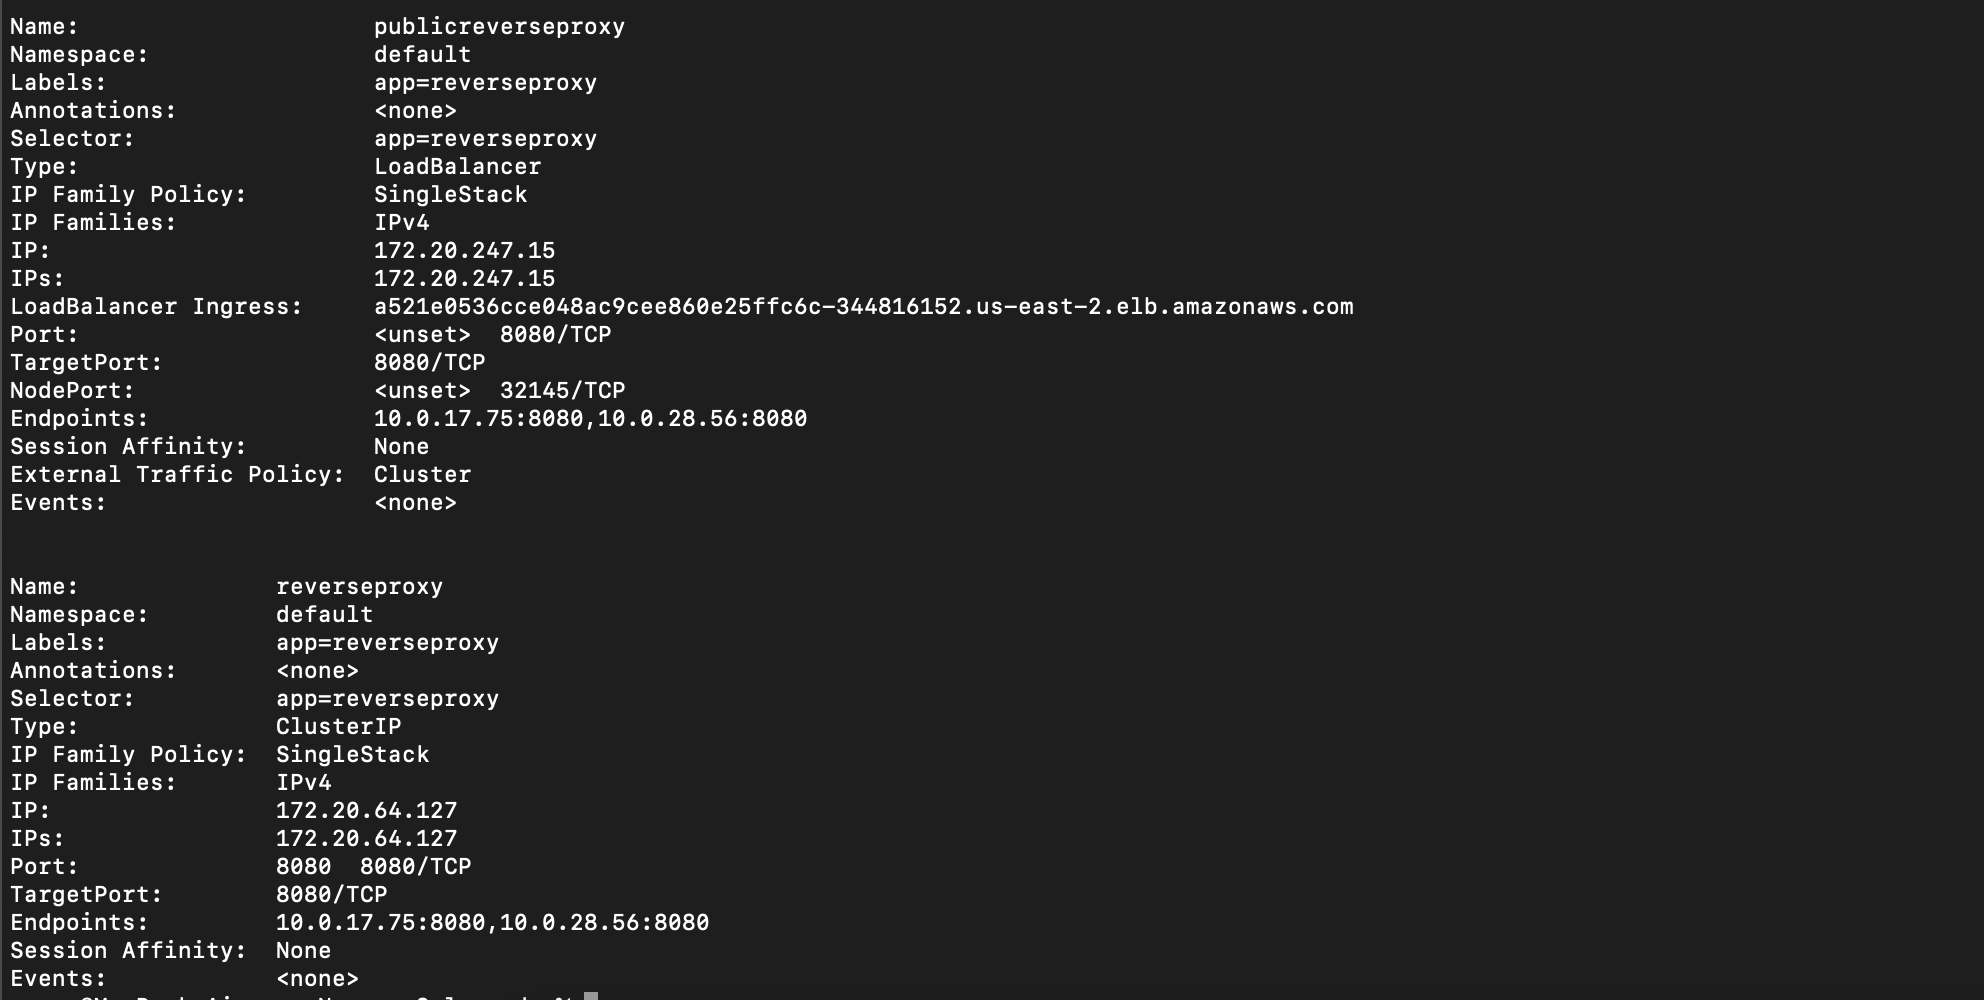 Name:                     publicreverseproxy
Namespace:                default
Labels:                   app=reverseproxy
Annotations:              <none>
Selector:                 app=reverseproxy
Type:                     LoadBalancer
IP Family Policy:         SingleStack
IP Families:              IPv4
IP:                       172.20.247.15
IPs:                      172.20.247.15
LoadBalancer Ingress:     a521e0536cce048ac9cee860e25ffc6c-344816152.us-east-2.elb.amazonaws.com
Port:                     <unset>  8080/TCP
TargetPort:               8080/TCP
NodePort:                 <unset>  32145/TCP
Endpoints:                10.0.17.75:8080,10.0.28.56:8080
Session Affinity:         None
External Traffic Policy:  Cluster
Events:                   <none>
Name:              reverseproxy
Namespace:         default
Labels:            app=reverseproxy
Annotations:       <none>
Selector:          app=reverseproxy
Type:              ClusterIP
IP Family Policy:  SingleStack
IP Families:       IPv4
IP:                172.20.64.127
IPs:               172.20.64.127
Port:              8080  8080/TCP
TargetPort:        8080/TCP
Endpoints:         10.0.17.75:8080,10.0.28.56:8080
Session Affinity:  None
Events:            <none>